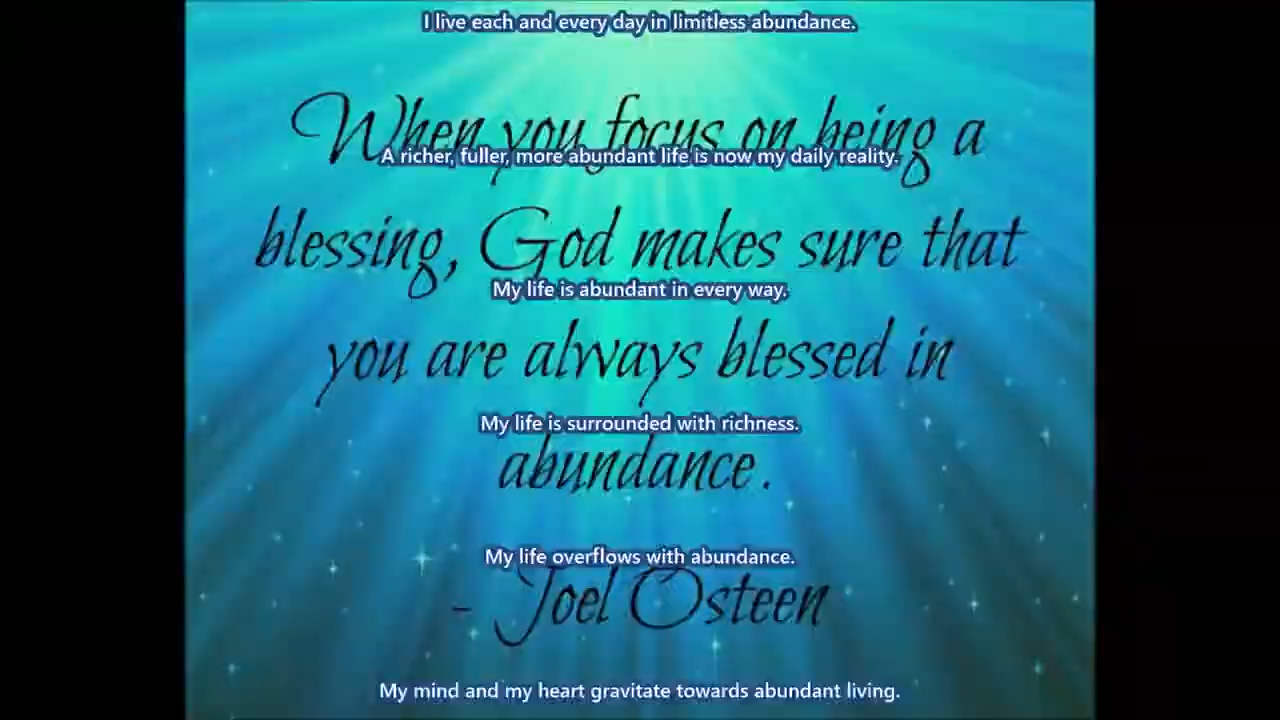 I live each and every day in limitless abundance.
When you focus on being a
A richer, fuller, more abundant life is now my daily reality.
blessing, God makes sure that
My life is abundant in every way.
you are always blessed in
My life is surrounded with richness.
abundance.
My life overflows with abundance.
- Joel Osteen
My mind and my heart gravitate towards abundant living.